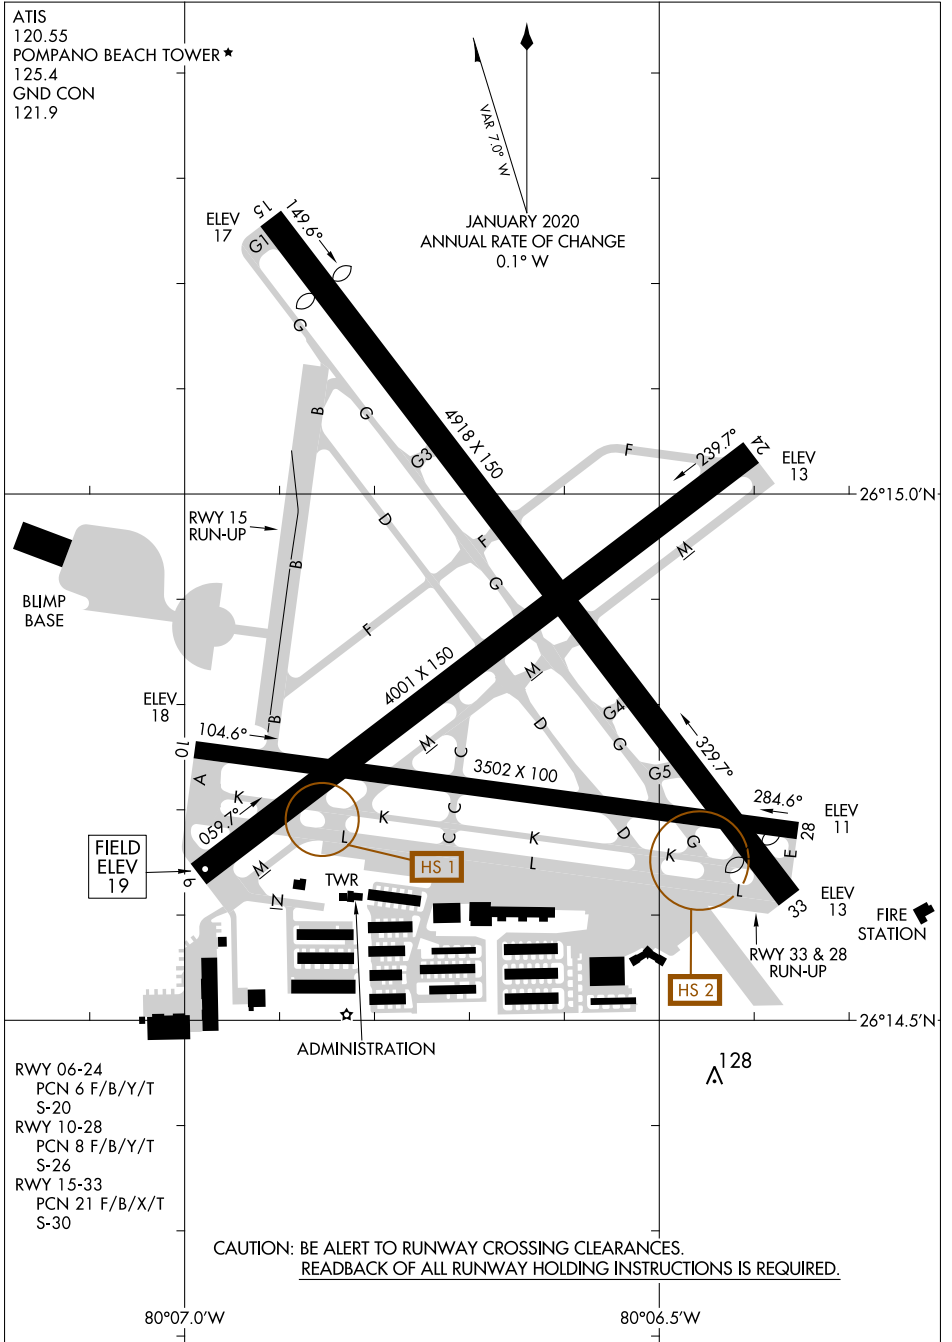 ATIS
120.55
POMPANO BEACH TOWER ★
125.4
GND CON
121.9
VAR 7.0° W
JANUARY 2020
ANNUAL RATE OF CHANGE
0.1° W
ELEV
17
15
149.6°
G1
G
B
G
G3
4918 X 150
F
239.7°
24
ELEV
13
26°15.0'N
RWY 15
RUN-UP
D
F
M
B
G
BLIMP
BASE
F
4001 X 150
M
ELEV
18
B
G4
D
104.6°
10
M
C
G
329.7°
A
3502 X 100
G5
284.6°
ELEV
11
28
K
C
K
059.7°
L
C
K
D
G
E
FIELD
ELEV
19
6
M
HS 1
L
K
L
TWR
N
33
ELEV
13
FIRE
STATION
RWY 33 & 28
RUN-UP
HS 2
26°14.5'N
ADMINISTRATION
128
RWY 06-24
PCN 6 F/B/Y/T
S-20
RWY 10-28
PCN 8 F/B/Y/T
S-26
RWY 15-33
PCN 21 F/B/X/T
S-30
CAUTION: BE ALERT TO RUNWAY CROSSING CLEARANCES.
READBACK OF ALL RUNWAY HOLDING INSTRUCTIONS IS REQUIRED.
80°07.0'W
80°06.5'W